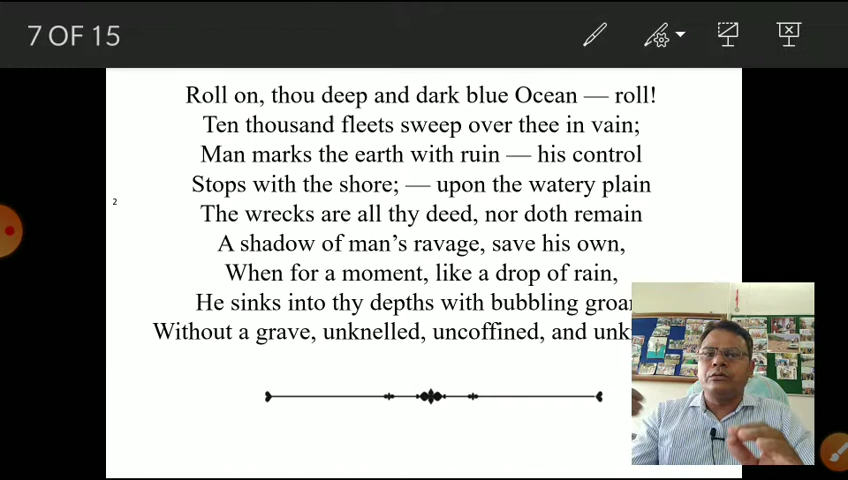 7 OF 15
Roll on, thou deep and dark blue Ocean — roll!
Ten thousand fleets sweep over thee in vain;
Man marks the earth with ruin — his control
Stops with the shore; — upon the watery plain
2
The wrecks are all thy deed, nor doth remain
A shadow of man’s ravage, save his own,
When for a moment, like a drop of rain,
He sinks into thy depths with bubbling
Without a grave, unknelled, uncoffined, and